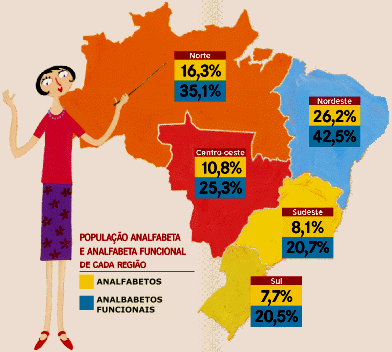 Norte
16,3%
35,1%
Nordeste
26,2%
42,5%
Centro-oeste
10,8%
25,3%
Sudeste
8,1%
20,7%
Sul
7,7%
20,5%
POPULAÇÃO ANALFABETA
E ANALFABETA FUNCIONAL
DE CADA REGIÃO
ANALFABETOS
ANALBABETOS
FUNCIONAIS